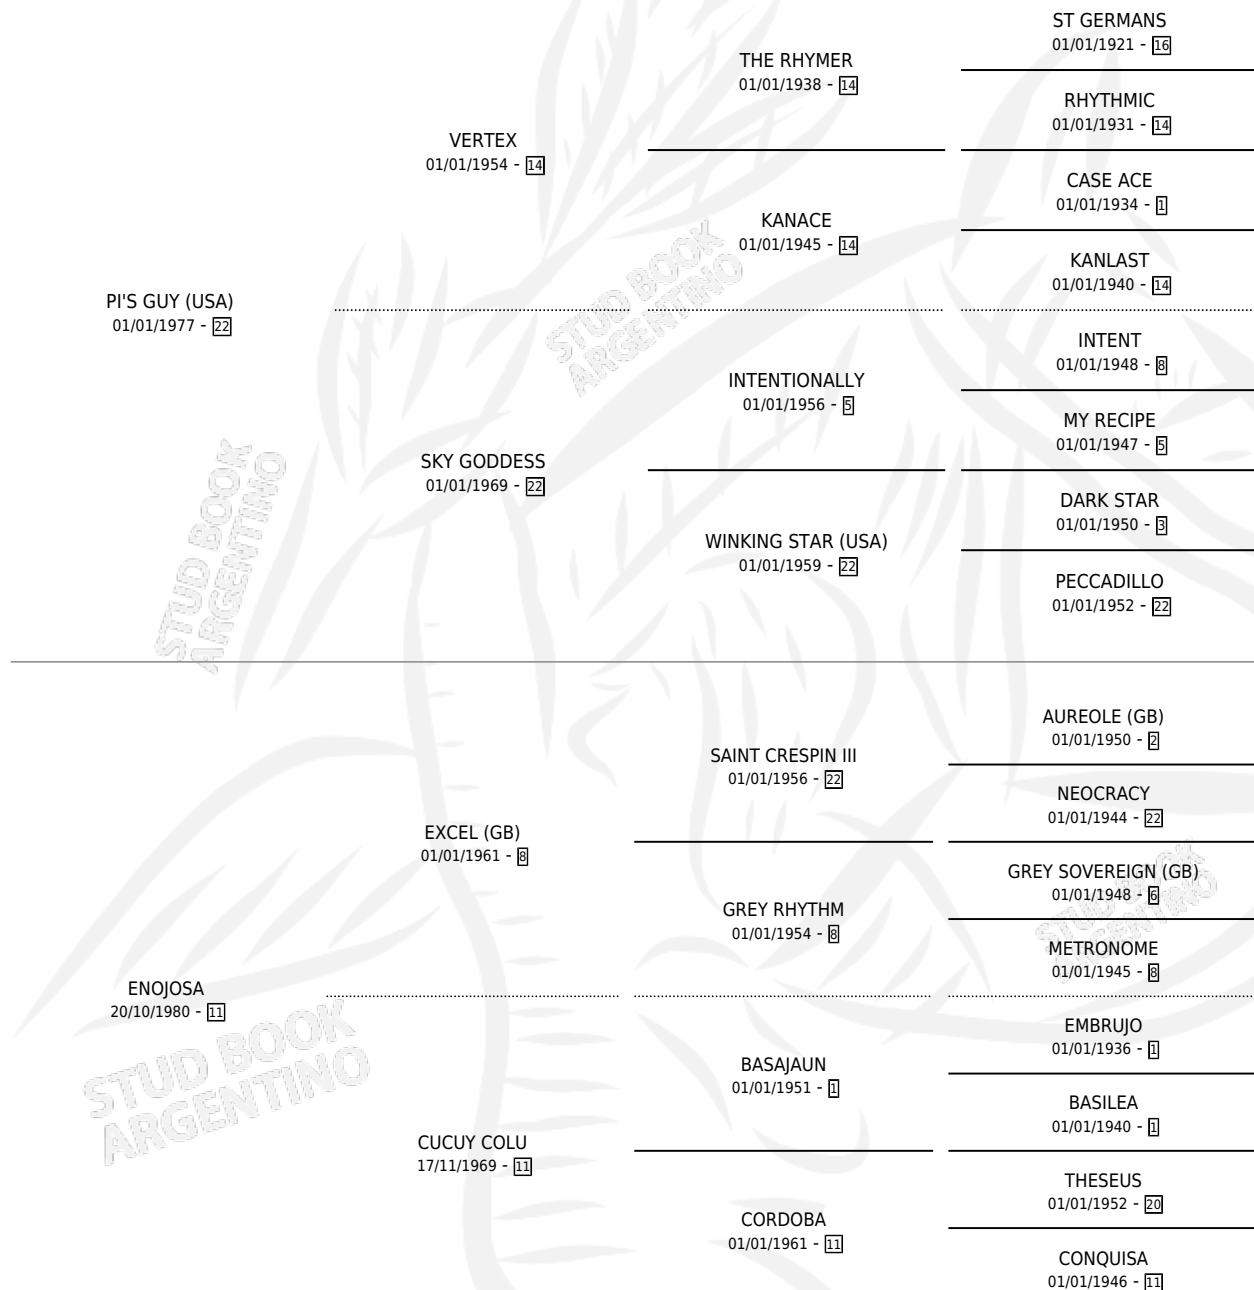 ST GERMANS
01/01/1921 - 16
THE RHYMER
01/01/1938 - 14
RHYTHMIC
01/01/1931 - 14
VERTEX
01/01/1954 - 14
CASE ACE
01/01/1934 - 1
KANACE
01/01/1945 - 14
KANLAST
01/01/1940 - 14
PI'S GUY (USA)
01/01/1977 - 22
INTENT
01/01/1948 - 8
INTENTIONALLY
01/01/1956 - 5
MY RECIPE
01/01/1947 - 5
SKY GODDESS
01/01/1969 - 22
DARK STAR
01/01/1950 - 3
WINKING STAR (USA)
01/01/1959 - 22
PECCADILLO
01/01/1952 - 22
AUREOLE (GB)
01/01/1950 - 2
SAINT CRESPIN III
01/01/1956 - 22
NEOCRACY
01/01/1944 - 22
EXCEL (GB)
01/01/1961 - 8
GREY SOVEREIGN (GB)
01/01/1948 - 6
GREY RHYTHM
01/01/1954 - 8
METRONOME
01/01/1945 - 8
ENOJOSA
20/10/1980 - 11
EMBRUJO
01/01/1936 - 1
BASAJAUN
01/01/1951 - 1
BASILEA
01/01/1940 - 1
CUCUY COLU
17/11/1969 - 11
THESEUS
01/01/1952 - 20
CORDOBA
01/01/1961 - 11
CONQUISA
01/01/1946 - 11
STUD BOOK
ARGENTINO
STUD BOOK
ARGENTINO
STUD BOOK
ARGENTINO
STUD BOOK
ARGENTINO